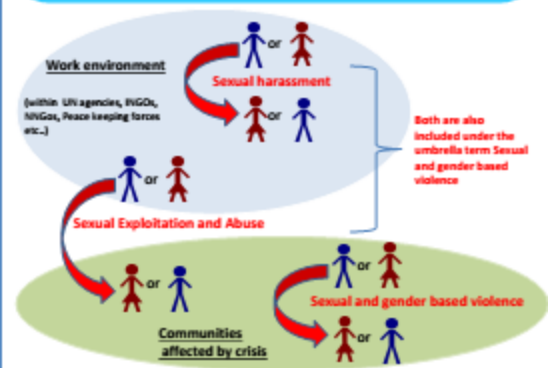 or
Work environment
Sexual harassment
(within UN agencies, INGOs,
NNGos, Peace keeping forces
etc..)
or
Both are also
included under the
umbrella term Sexual
and gender based
violence
or
Sexual Exploitation and Abuse
or
or
Sexual and gender based violence
or
Communities
affected by crisis